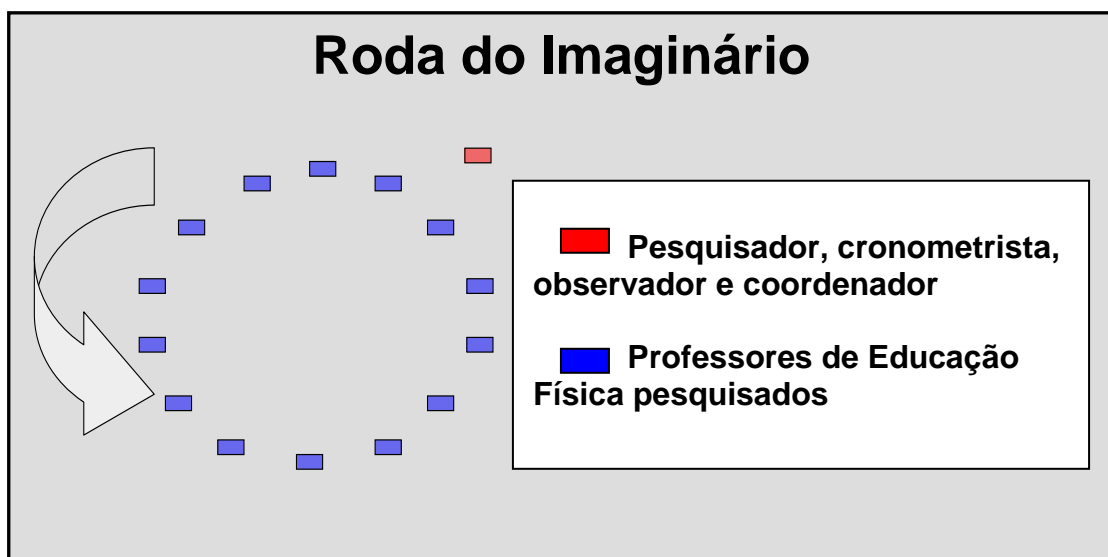 Roda do Imaginário
Pesquisador, cronometrista,
observador e coordenador
Professores de Educação
Física pesquisados